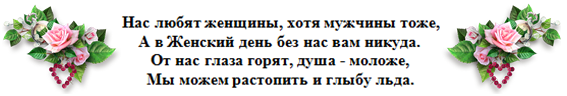 Нас любят женщины, хотя мужчины тоже,
А в Женский день без нас вам никуда.
От нас глаза горят, душа - моложе,
Мы можем растопить и глыбу льда.